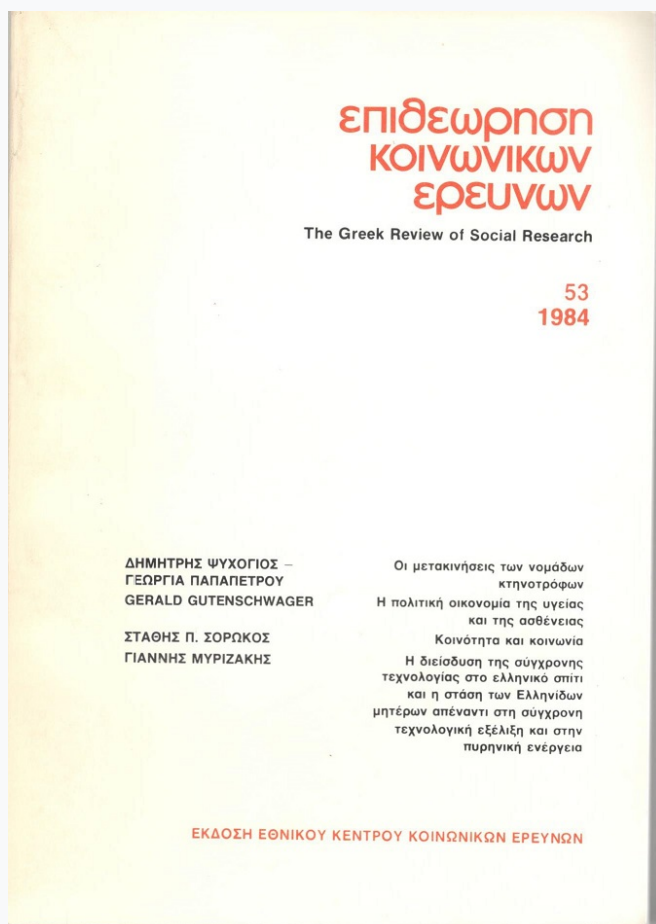 επιθεωρηση
κοινωνικων
ερευνων
The Greek Review of Social Research
53
1984
ΔΗΜΗΤΡΗΣ ΨΥΧΟΓΙΟΣ –
ΓΕΩΡΓΙΑ ΠΑΠΑΠΕΤΡΟΥ
Οι μετακινήσεις των νομάδων
κτηνοτρόφων
GERALD GUTENSCHWAGER
Η πολιτική οικονομία της υγείας
και της ασθένειας
ΣΤΑΘΗΣ Π. ΣΟΡΩΚΟΣ
Κοινότητα και κοινωνία
ΓΙΑΝΝΗΣ ΜΥΡΙΖΑΚΗΣ
Η διείσδυση της σύγχρονης
τεχνολογίας στο ελληνικό σπίτι
και η στάση των Ελληνίδων
μητέρων απέναντι στη σύγχρονη
τεχνολογική εξέλιξη και στην
πυρηνική ενέργεια
ΕΚΔΟΣΗ ΕΘΝΙΚΟΥ ΚΕΝΤΡΟΥ ΚΟΙΝΩΝΙΚΩΝ ΕΡΕΥΝΩΝ